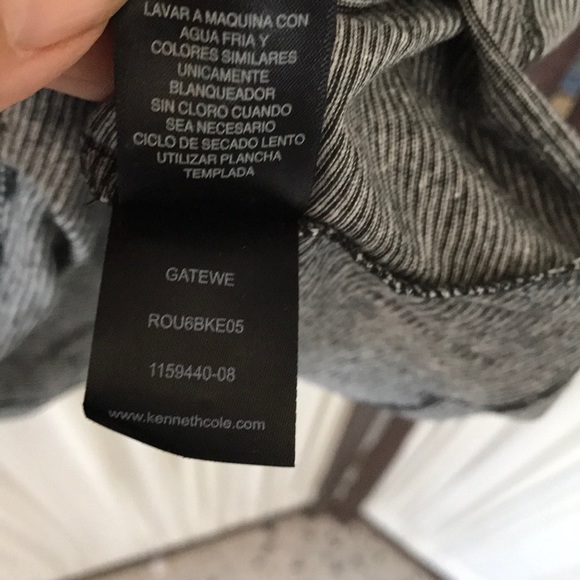 LAVAR A MAQUINA CON
AGUA FRIA Y
COLORES SIMILARES
UNICAMENTE
BLANQUEADOR
SIN CLORO CUANDO
SEA NECESARIO
CICLO DE SECADO LENTO
UTILIZAR PLANCHA
TEMPLADA
GATEWE
ROU6BKE05
1159440-08
www.kennethcole.com